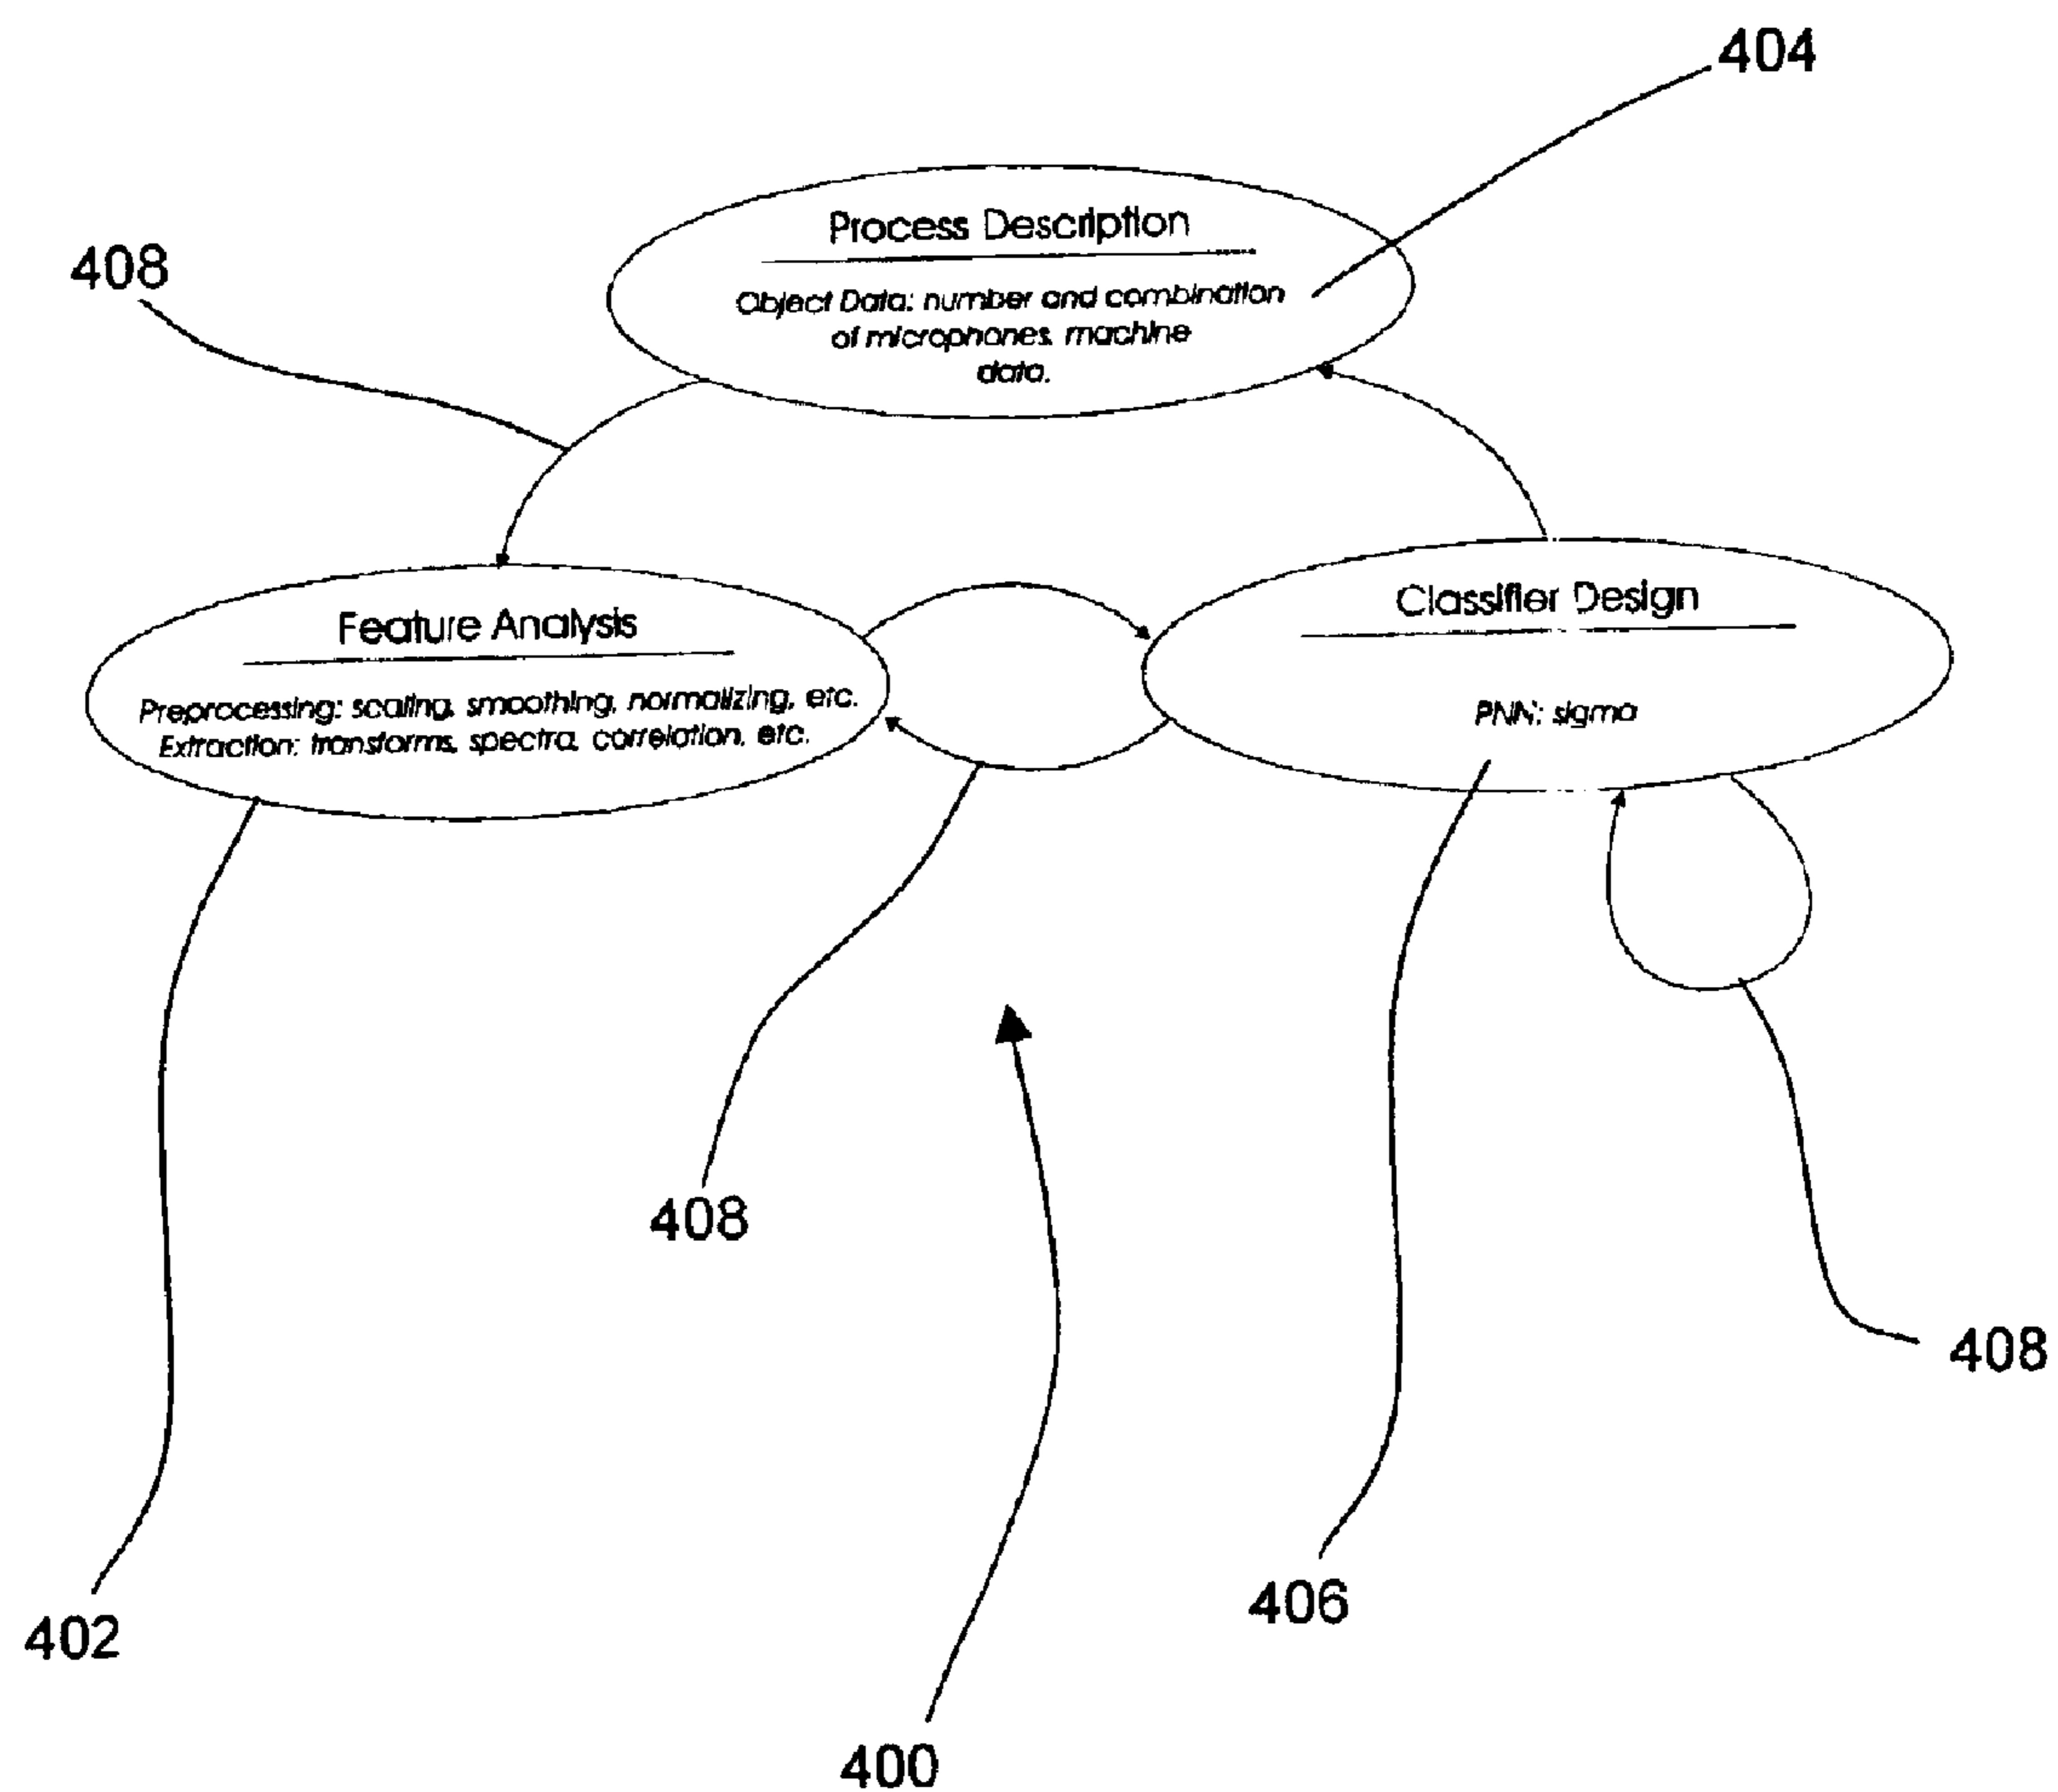 404
Process Description
408
Object Data: number and combination
of microphones, machine
data.
Feature Analysis
Classifier Design
Preprocessing: scaling, smoothing, normalizing, etc.
Extraction: transforms, spectra, correlation, etc.
PNN: sigma
408
408
406
402
400